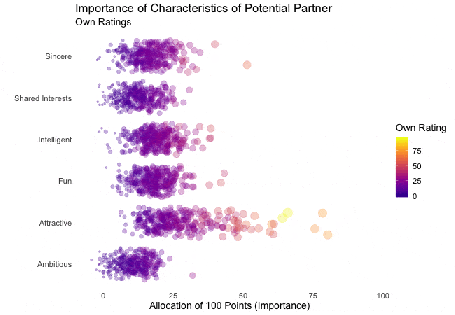 Importance of Characteristics of Potential Partner
Own Ratings
Sincere
Shared Interests
Intelligent
Fun
Attractive
Ambitious
0
25
50
75
100
Allocation of 100 Points (Importance)
Own Rating
75
50
25
0